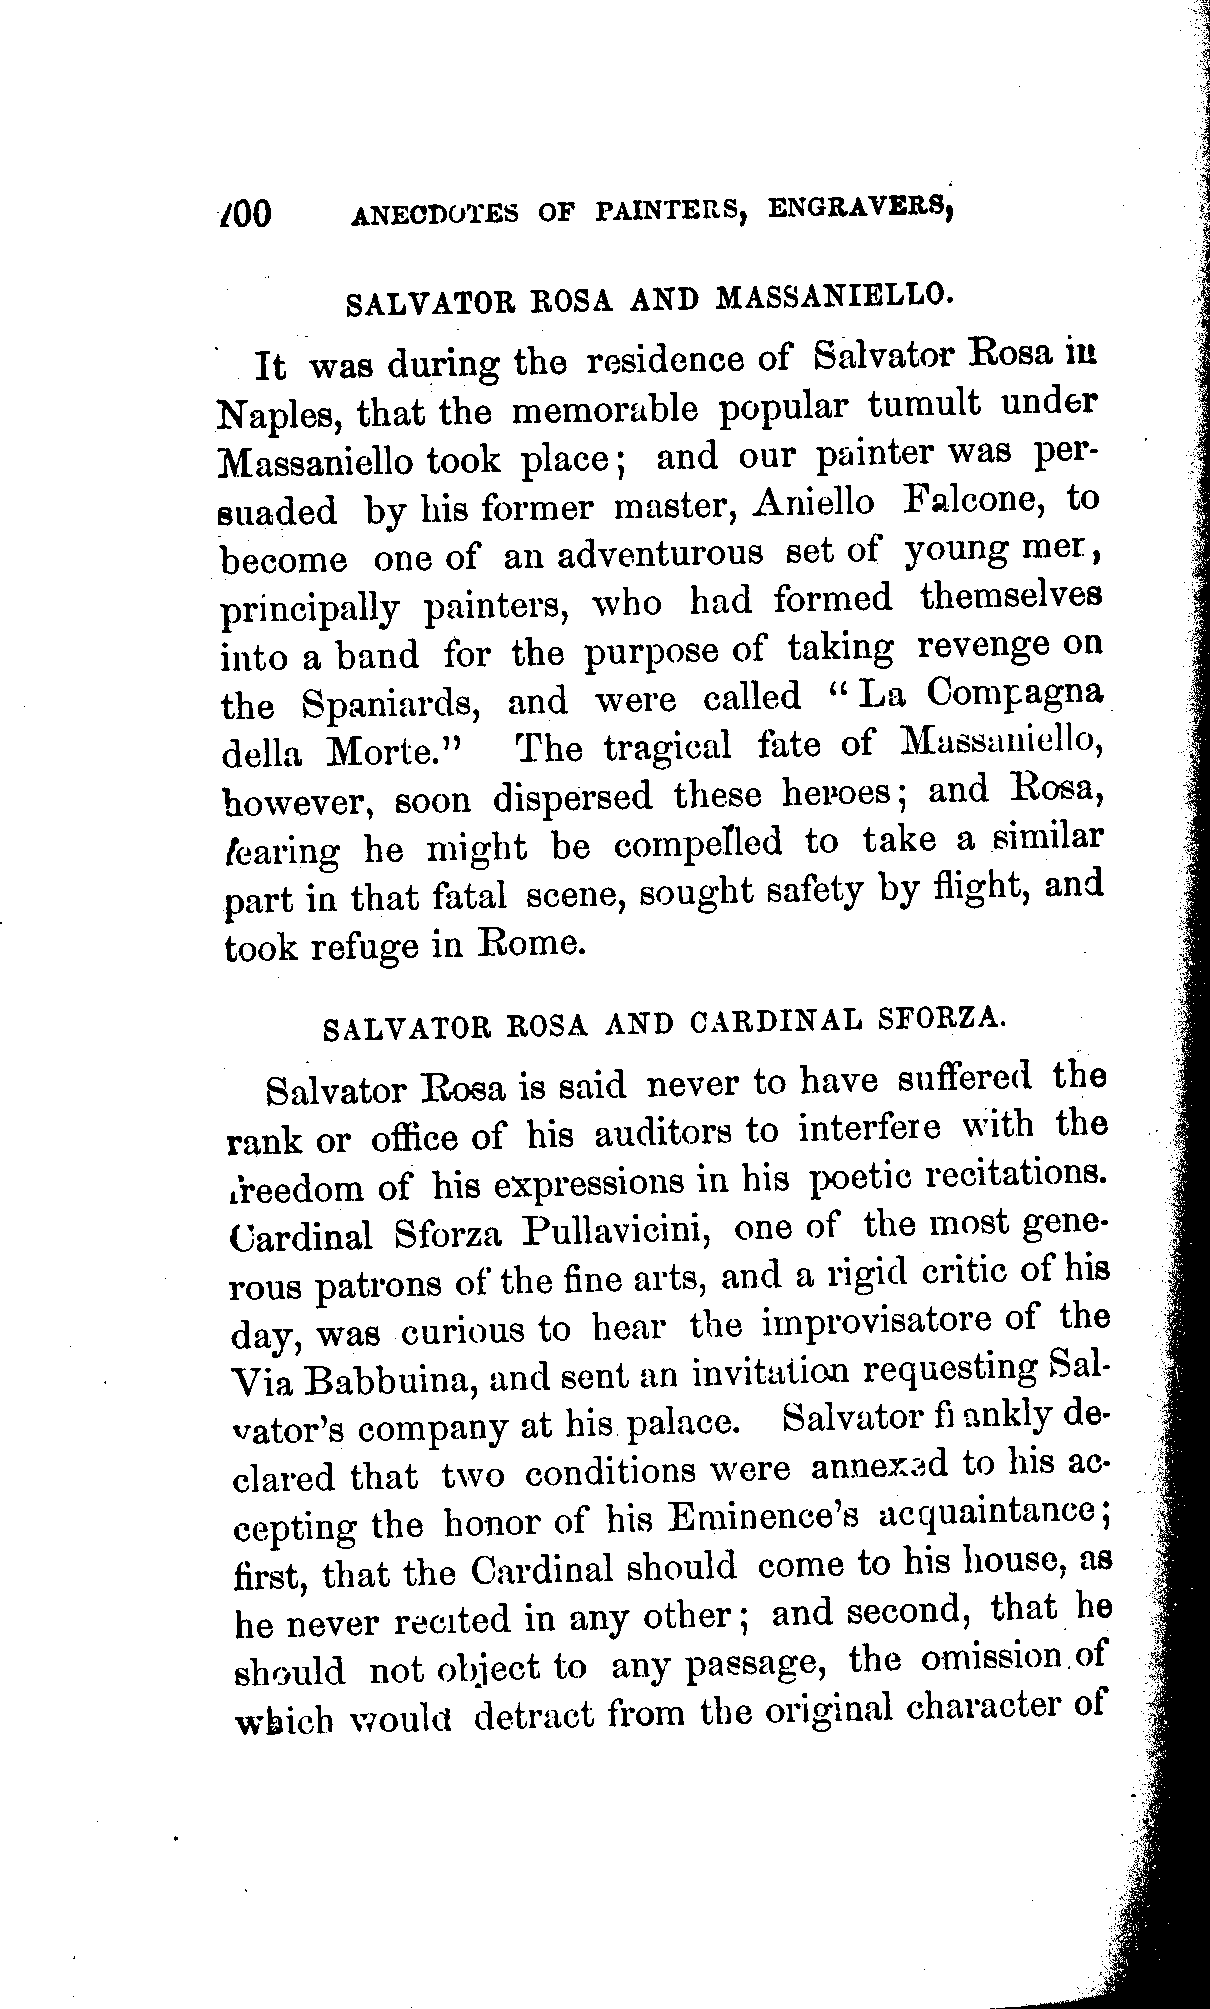 100 ANECDOTES OF PAINTERS, ENGRAVERS,
SALVATOR ROSA AND MASSANIELLO.
It was during the residence of Salvator Rosa in
Naples, that the memorable popular tumult under
Massaniello took place; and our painter was per-
suaded by his former master, Aniello Falcone, to
become one of an adventurous set of young men,
principally painters, who had formed themselves
into a band for the purpose of taking revenge on
the Spaniards, and were called "La Compagna
della Morte." The tragical fate of Massaniello,
however, soon dispersed these heroes; and Rosa,
fearing he might be compelled to take a similar
part in that fatal scene, sought safety by flight, and
took refuge in Rome.
SALVATOR ROSA AND CARDINAL SFORZA.
Salvator Rosa is said never to have suffered the
rank or office of his auditors to interfere with the
freedom of his expressions in his poetic recitations.
Cardinal Sforza Pullavicini, one of the most gene-
rous patrons of the fine arts, and a rigid critic of his
day, was curious to hear the improvisatore of the
Via Babbuina, and sent an invitation requesting Sal-
vator's company at his palace. Salvator frankly de-
clared that two conditions were annexed to his ac-
cepting the honor of his Eminence's acquaintance;
first, that the Cardinal should come to his house, as
he never recited in any other; and second, that he
should not object to any passage, the omission of
which would detract from the original character of